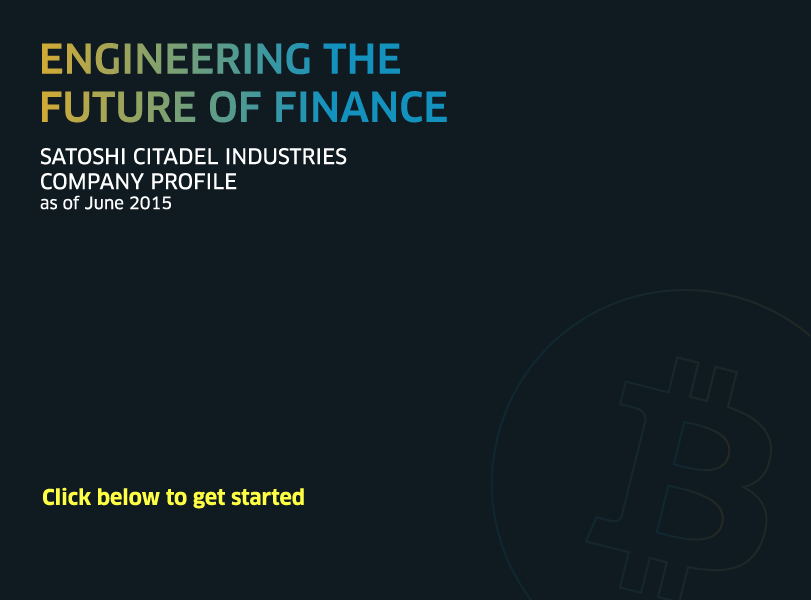 ENGINEERING THE
FUTURE OF FINANCE
SATOSHI CITADEL INDUSTRIES
COMPANY PROFILE
as of June 2015
Click below to get started